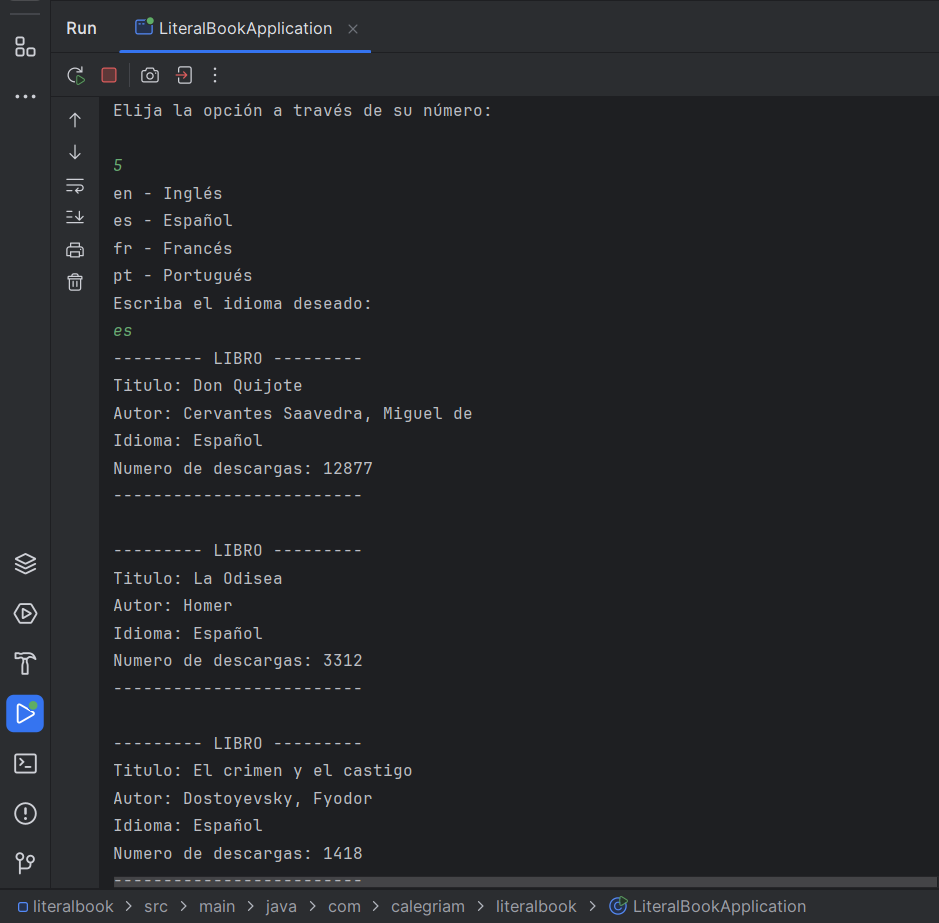 Run LiteralBookApplication
Elija la opción a través de su número:
5
en - Inglés
es - Español
fr - Francés
pt - Portugués
Escriba el idioma deseado:
es
--------- LIBRO ---------
Titulo: Don Quijote
Autor: Cervantes Saavedra, Miguel de
Idioma: Español
Numero de descargas: 12877
-------------------------
--------- LIBRO ---------
Titulo: La Odisea
Autor: Homer
Idioma: Español
Numero de descargas: 3312
-------------------------
--------- LIBRO ---------
Titulo: El crimen y el castigo
Autor: Dostoyevsky, Fyodor
Idioma: Español
Numero de descargas: 1418
-------------------------
literalbook > src > main > java > com > calegriam > literalbook > LiteralBookApplication